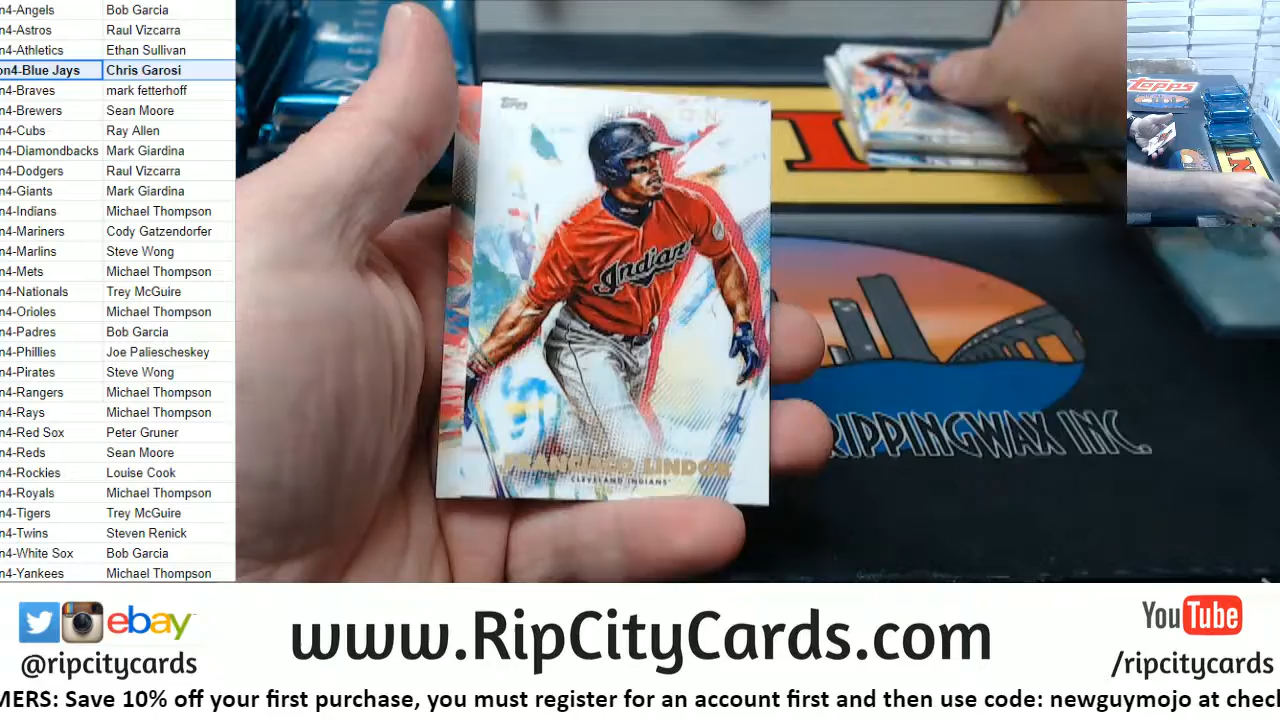 n4-Angels Bob Garcia
n4-Astros Raul Vizcarra
n4-Athletics Ethan Sullivan
on4-Blue Jays Chris Garosi
n4-Braves mark fetterhoff
n4-Brewers Sean Moore
n4-Cubs Ray Allen
n4-Diamondbacks Mark Giardina
n4-Dodgers Raul Vizcarra
n4-Giants Mark Giardina
n4-Indians Michael Thompson
n4-Mariners Cody Gatzendorfer
n4-Marlins Steve Wong
n4-Mets Michael Thompson
n4-Nationals Trey McGuire
n4-Orioles Michael Thompson
n4-Padres Bob Garcia
n4-Phillies Joe Paliescheskey
n4-Pirates Steve Wong
n4-Rangers Michael Thompson
n4-Rays Michael Thompson
n4-Red Sox Peter Gruner
n4-Reds Sean Moore
n4-Rockies Louise Cook
n4-Royals Michael Thompson
n4-Tigers Trey McGuire
n4-Twins Steven Renick
n4-White Sox Bob Garcia
n4-Yankees Michael Thompson
Topps
Indians
FRANCISCO LINDOR
CLEVELAND INDIANS
RIPPINGWAX INC.
Topps
ebay
@ripcitycards
www.RipCityCards.com
YouTube
/ripcitycards
MERS: Save 10% off your first purchase, you must register for an account first and then use code: newguymojo at chec